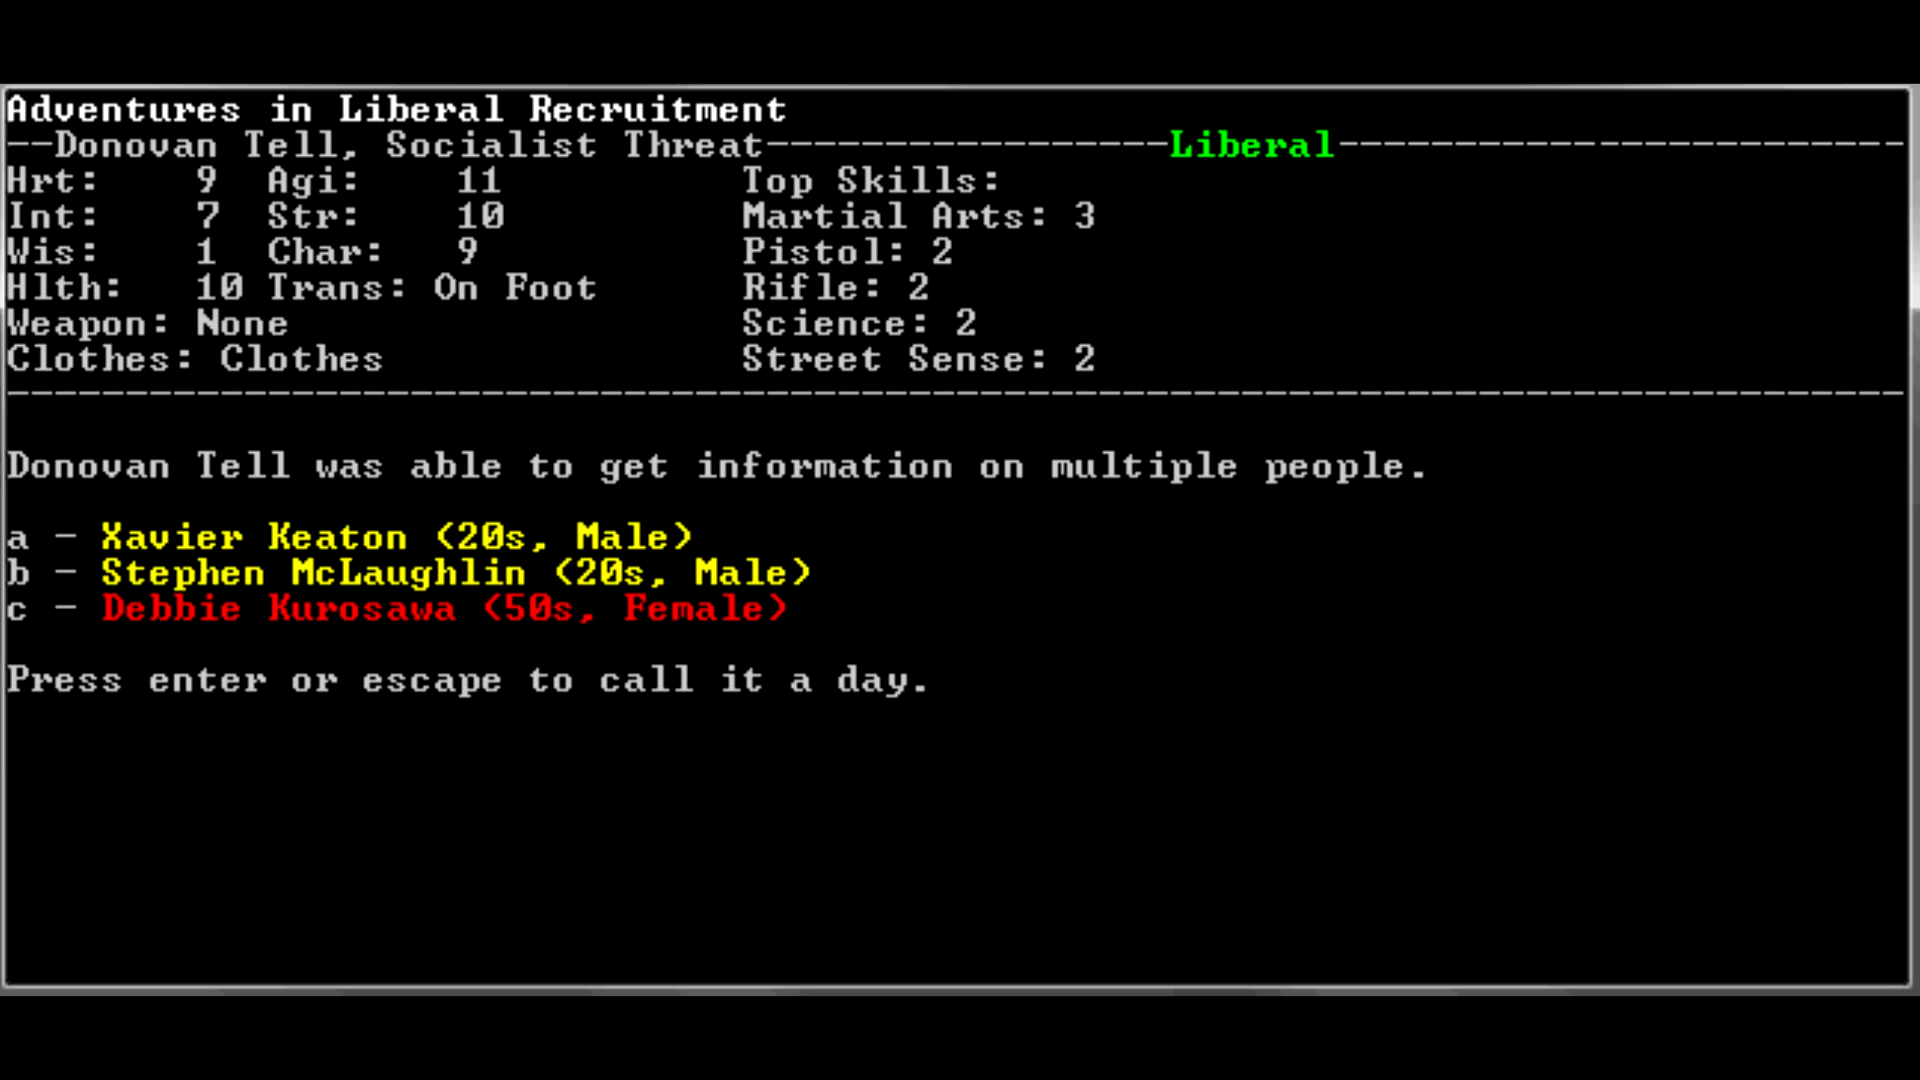 Adventures in Liberal Recruitment
--Donovan Tell, Socialist Threat-----------------Liberal------------------------
Hrt: 9 Agi: 11 Top Skills:
Int: 7 Str: 10 Martial Arts: 3
Wis: 1 Char: 9 Pistol: 2
Hlth: 10 Trans: On Foot Rifle: 2
Weapon: None Science: 2
Clothes: Clothes Street Sense: 2
--------------------------------------------------------------------------------
Donovan Tell was able to get information on multiple people.
a - Xavier Keaton (20s, Male)
b - Stephen McLaughlin (20s, Male)
c - Debbie Kurosawa (50s, Female)
Press enter or escape to call it a day.